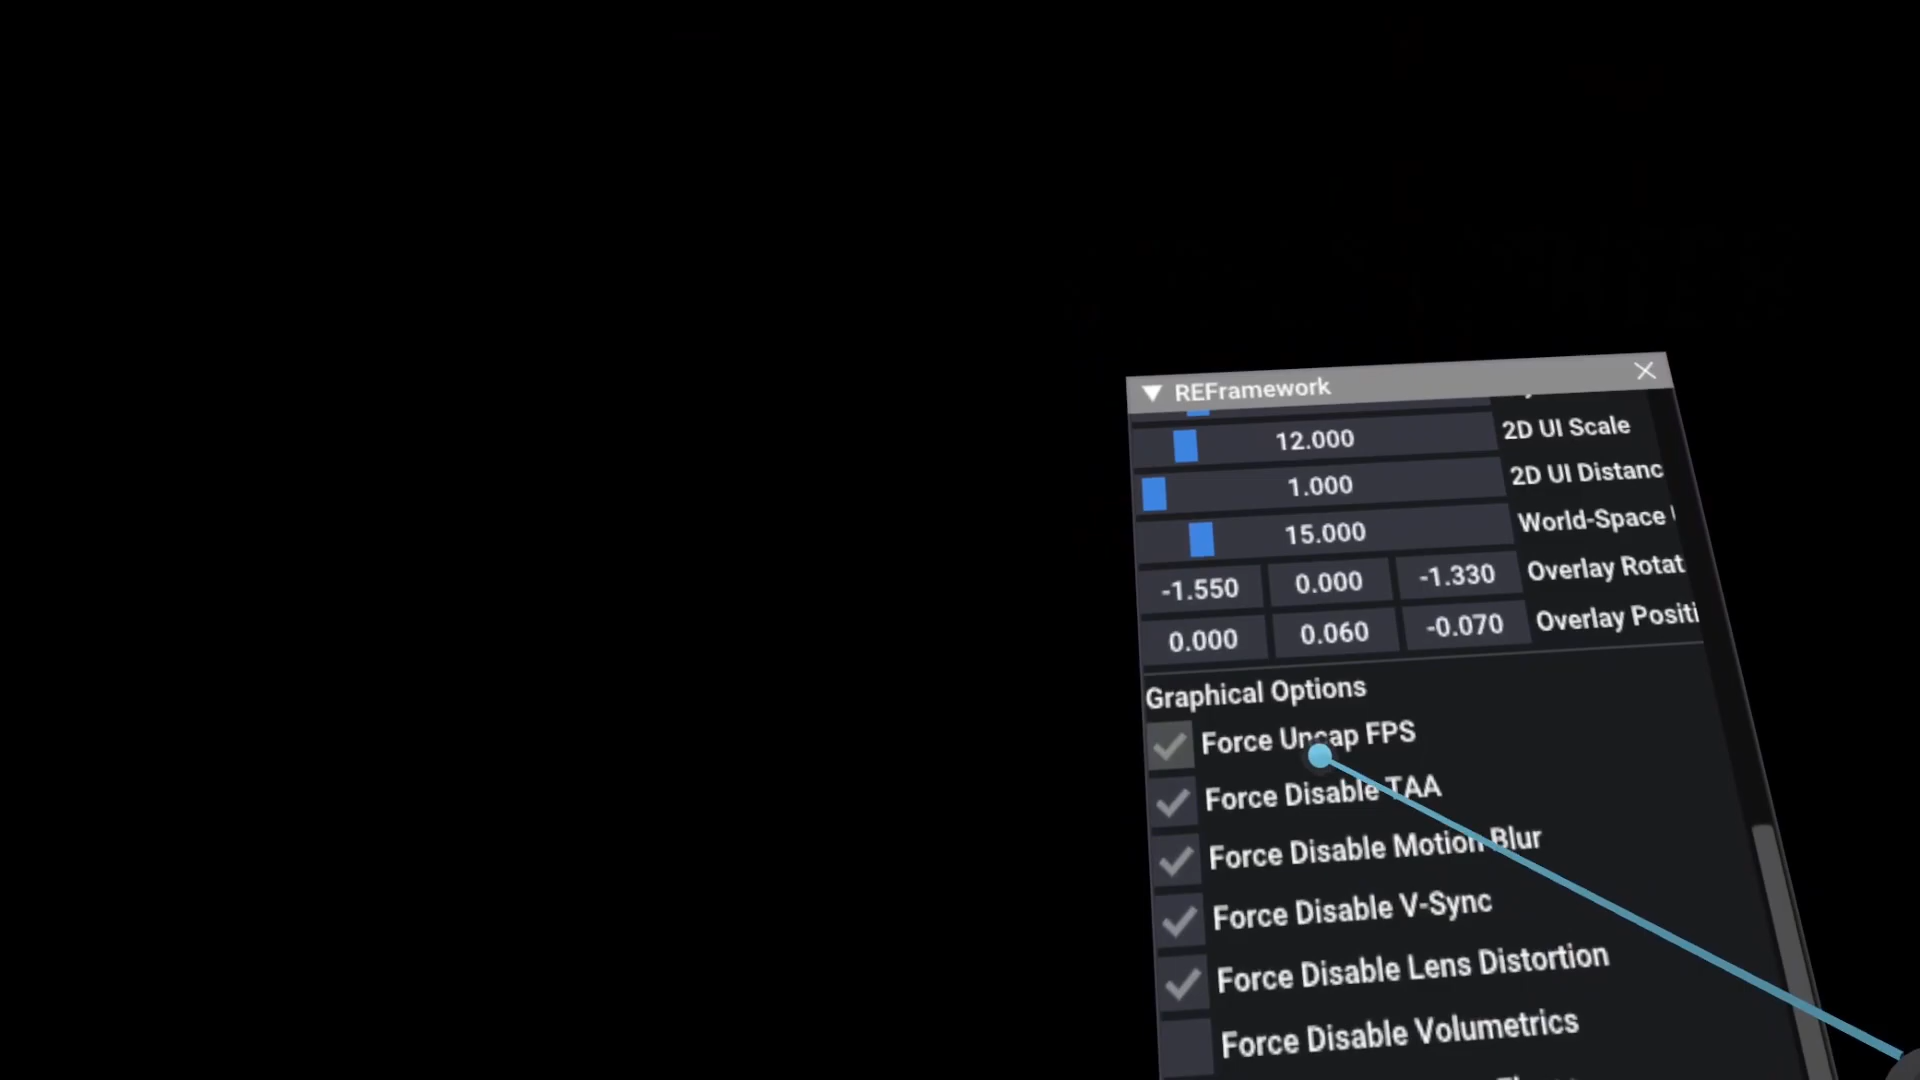 REFramework
12.000 2D UI Scale
1.000 2D UI Distanc
15.000 World-Space
-1.550 0.000 -1.330 Overlay Rotat
0.000 0.060 -0.070 Overlay Positi
Graphical Options
Force Uncap FPS
Force Disable TAA
Force Disable Motion Blur
Force Disable V-Sync
Force Disable Lens Distortion
Force Disable Volumetrics